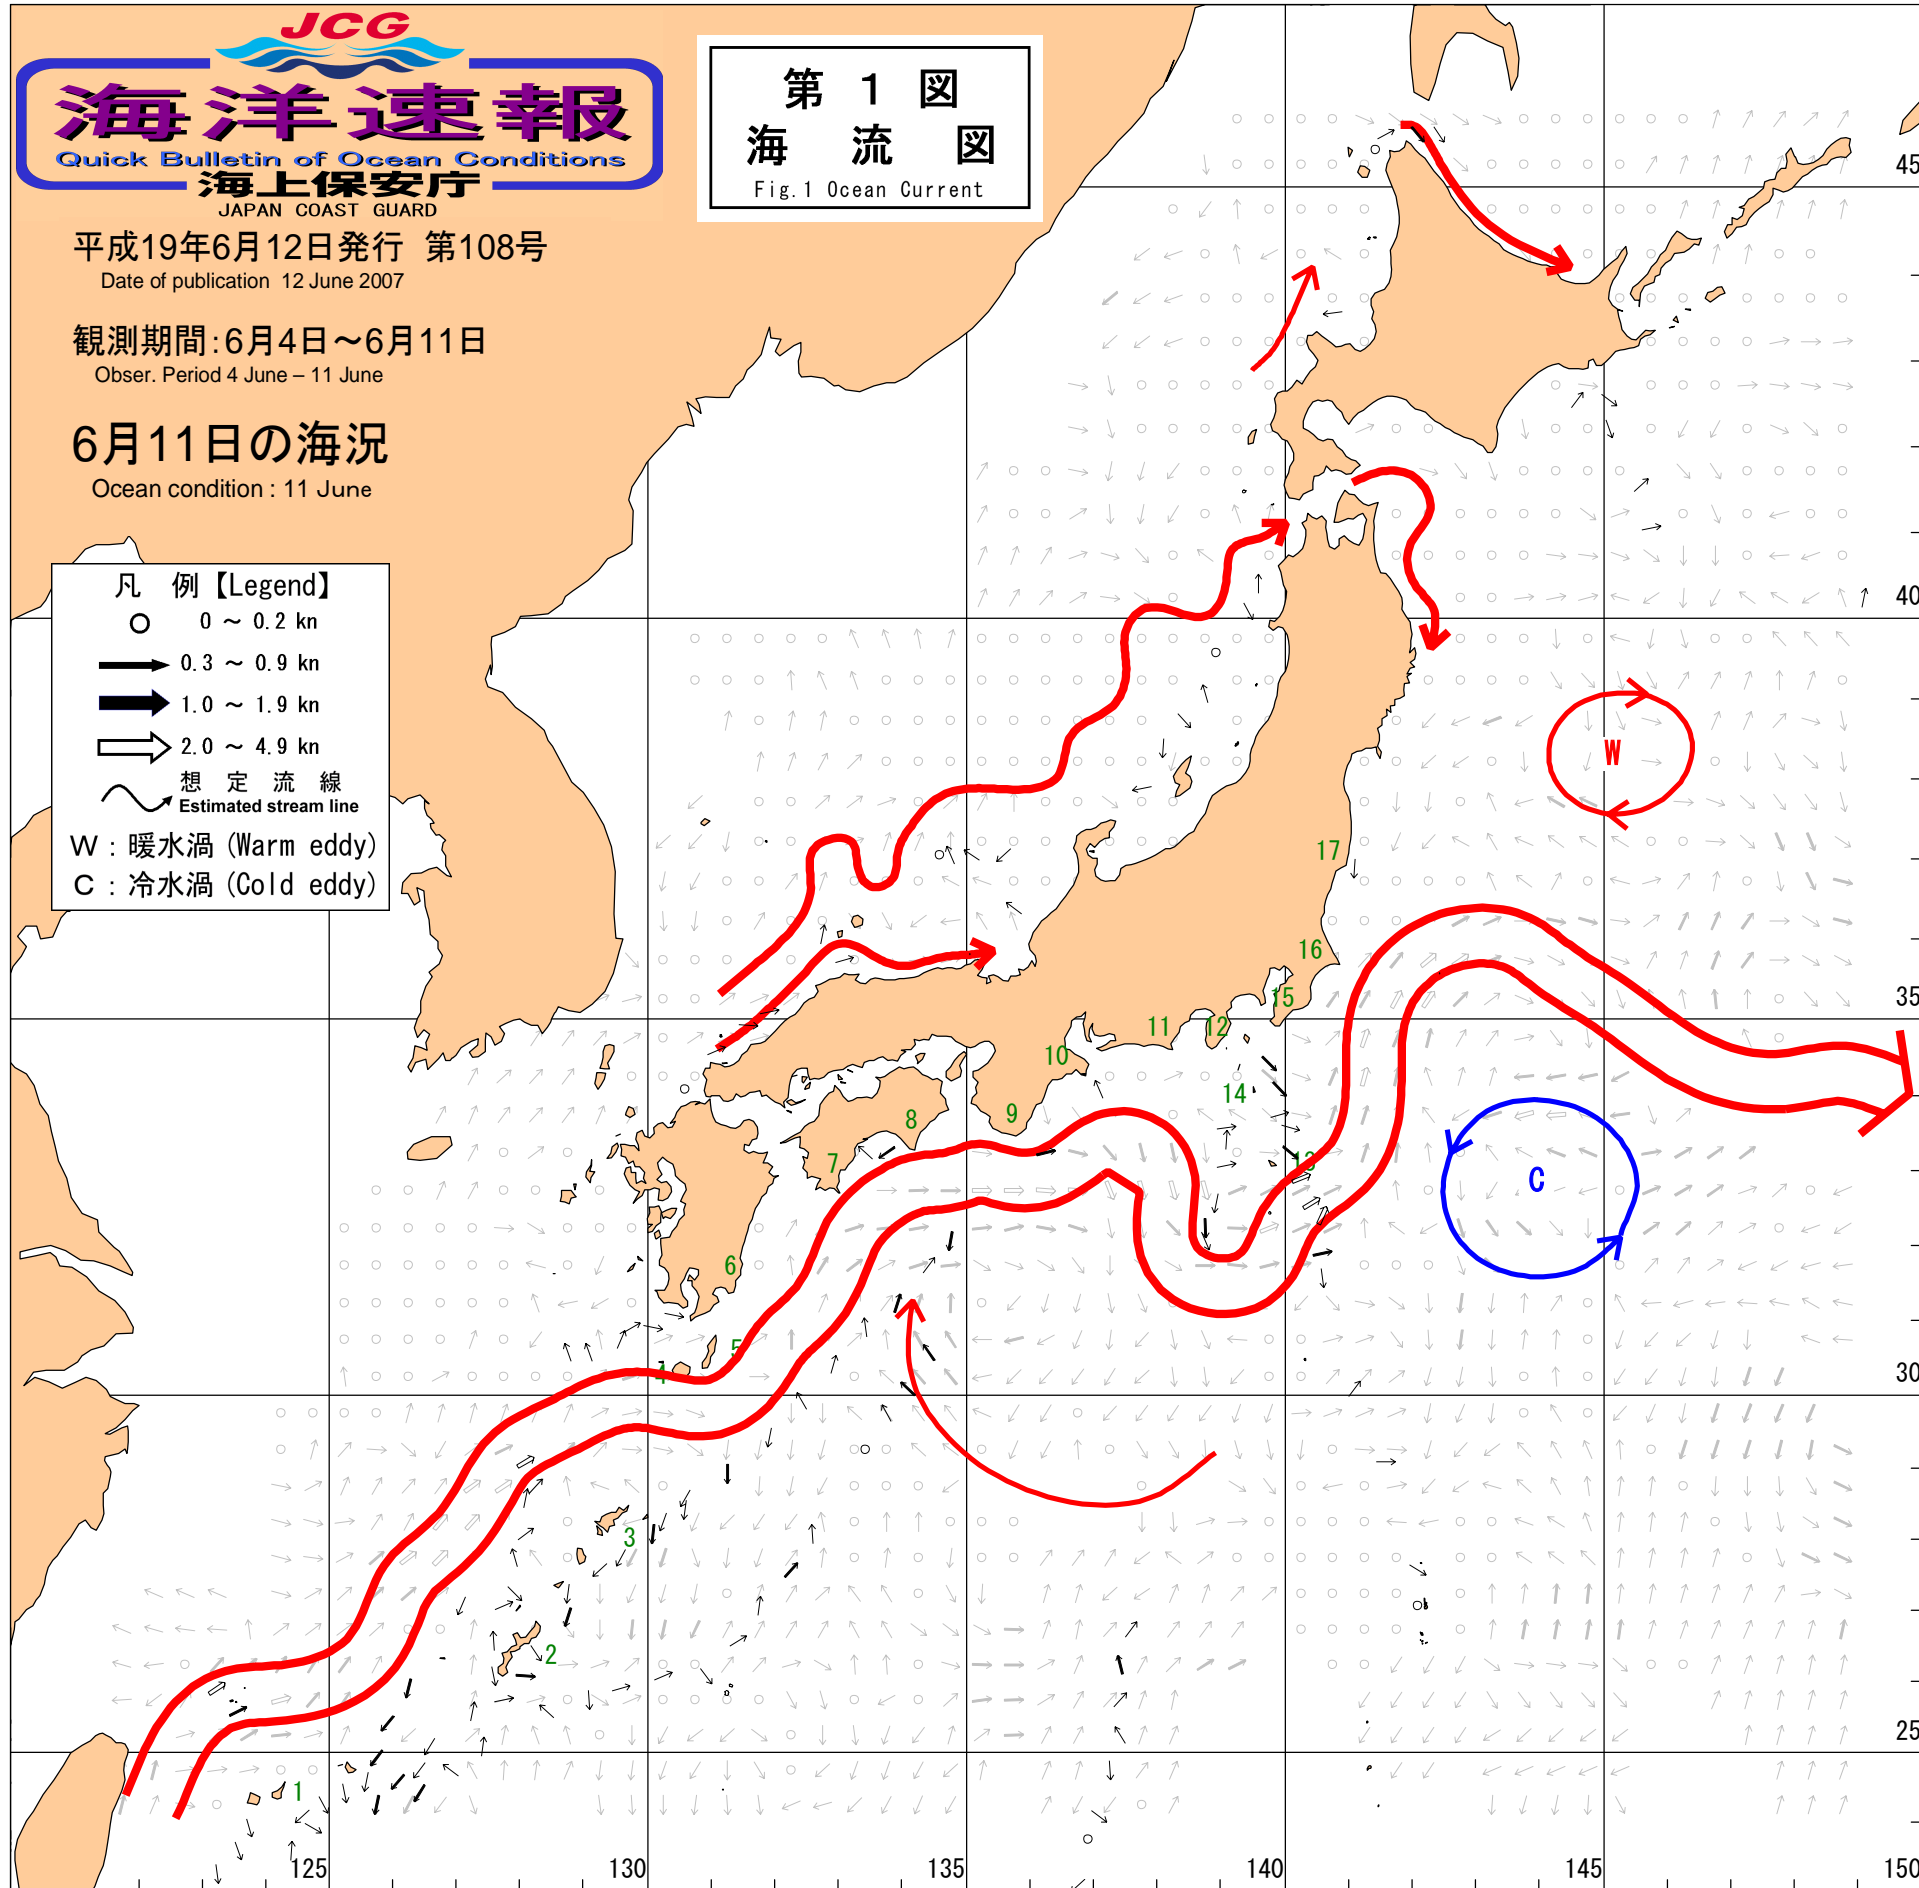 JCG
海洋速報
Quick Bulletin of Ocean Conditions
海上保安庁
JAPAN COAST GUARD
平成19年6月12日発行 第108号
Date of publication 12 June 2007
観測期間:6月4日～6月11日
Obser. Period 4 June – 11 June
6月11日の海況
Ocean condition : 11 June
第 1 図
海 流 図
Fig.1 Ocean Current
凡 例【Legend】
0 ～ 0.2 kn
0.3 ～ 0.9 kn
1.0 ～ 1.9 kn
2.0 ～ 4.9 kn
想 定 流 線
Estimated stream line
W : 暖水渦 (Warm eddy)
C : 冷水渦 (Cold eddy)
45
40
W
17
16
35
15
12
11
10
14
9
8
7
13
C
6
5
4
30
3
2
25
1
125
130
135
140
145
150